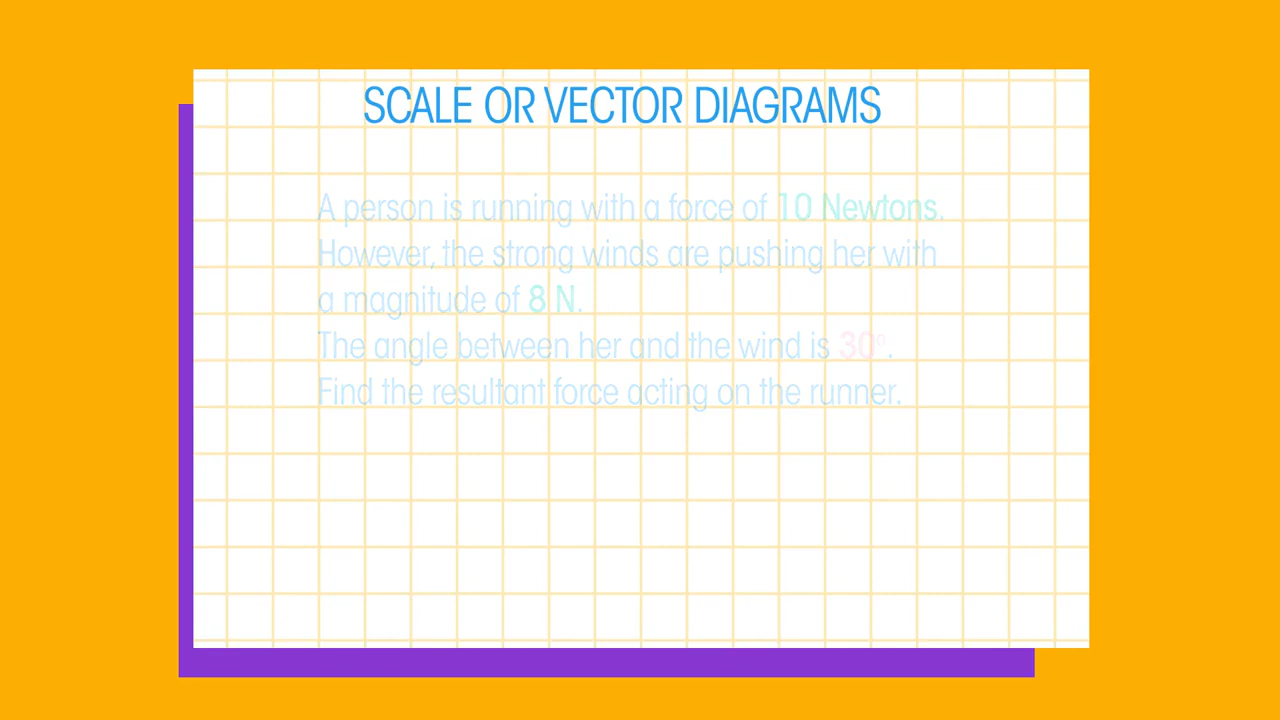 SCALE OR VECTOR DIAGRAMS
A person is running with a force of 10 Newtons.
However, the strong winds are pushing her with
a magnitude of 8 N.
The angle between her and the wind is 30º.
Find the resultant force acting on the runner.